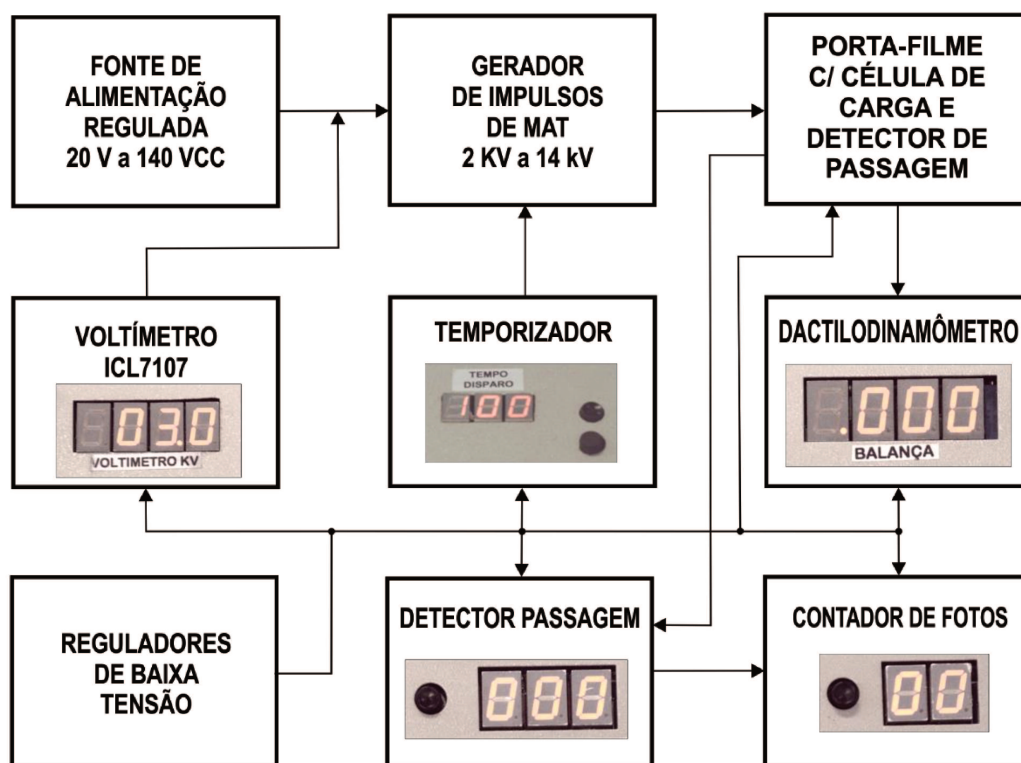 FONTE DE
ALIMENTAÇÃO
REGULADA
20 V a 140 VCC
GERADOR
DE IMPULSOS
DE MAT
2 KV a 14 kV
PORTA-FILME
C/ CÉLULA DE
CARGA E
DETECTOR DE
PASSAGEM
VOLTÍMETRO
ICL7107
03.0
VOLTIMETRO KV
TEMPORIZADOR
TEMPO
DISPARO
100
DACTILODINAMÔMETRO
.000
BALANÇA
REGULADORES
DE BAIXA
TENSÃO
DETECTOR PASSAGEM
000
CONTADOR DE FOTOS
00